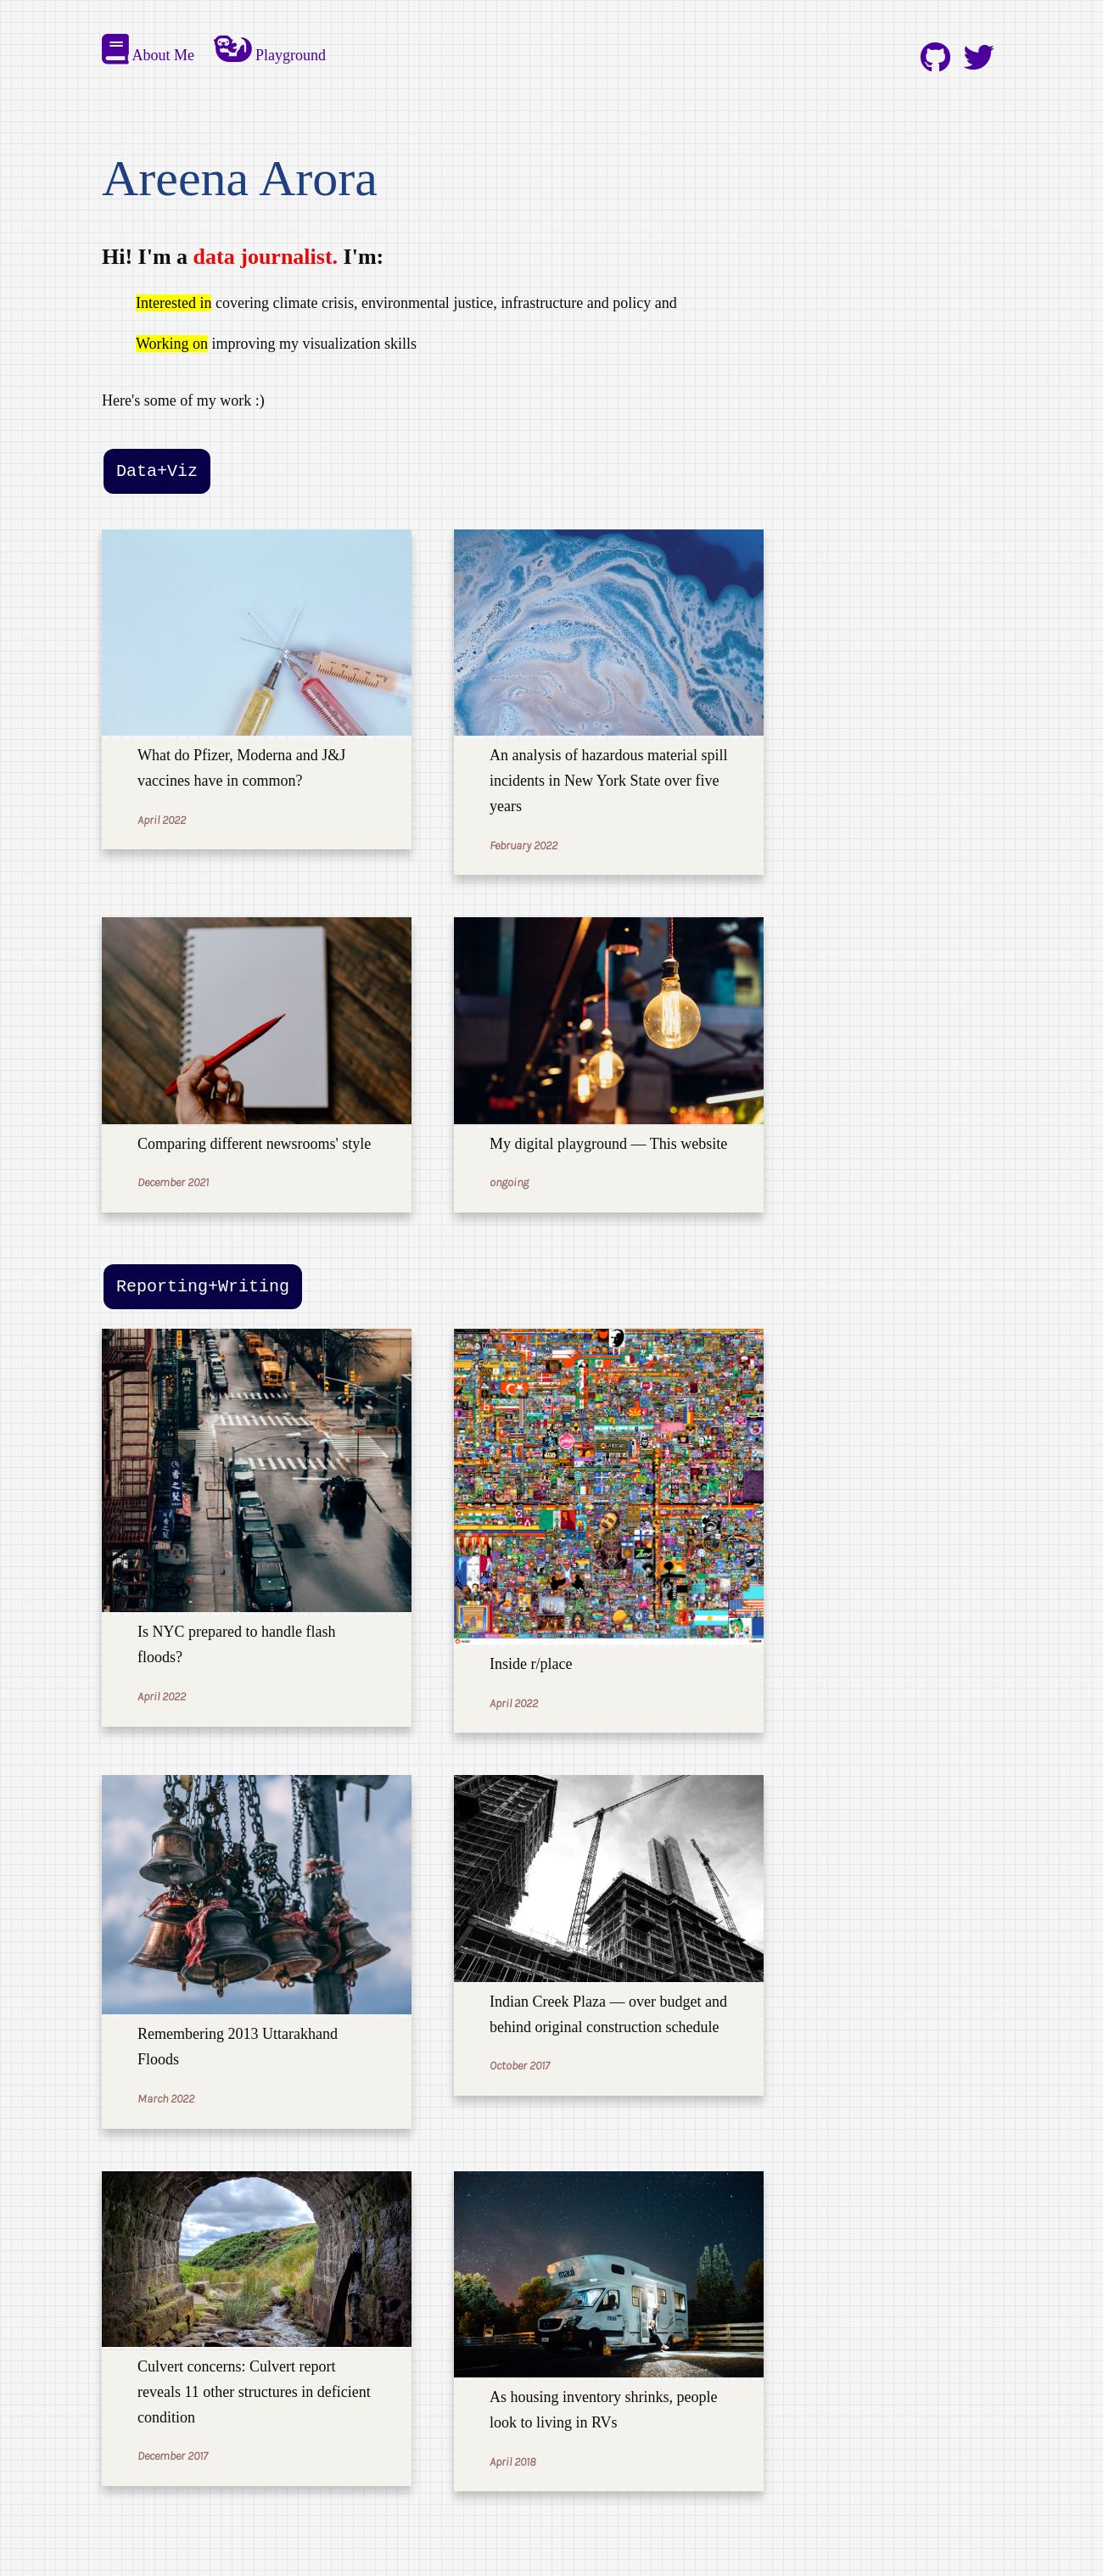 About Me
Playground
Areena Arora
Hi! I'm a data journalist. I'm:
Interested in covering climate crisis, environmental justice, infrastructure and policy and
Working on improving my visualization skills
Here's some of my work :)
Data+Viz
What do Pfizer, Moderna and J&J
vaccines have in common?
April 2022
An analysis of hazardous material spill
incidents in New York State over five
years
February 2022
Comparing different newsrooms' style
December 2021
My digital playground — This website
ongoing
Reporting+Writing
Is NYC prepared to handle flash
floods?
April 2022
Inside r/place
April 2022
Remembering 2013 Uttarakhand
Floods
March 2022
Indian Creek Plaza — over budget and
behind original construction schedule
October 2017
Culvert concerns: Culvert report
reveals 11 other structures in deficient
condition
December 2017
maui
As housing inventory shrinks, people
look to living in RVs
April 2018